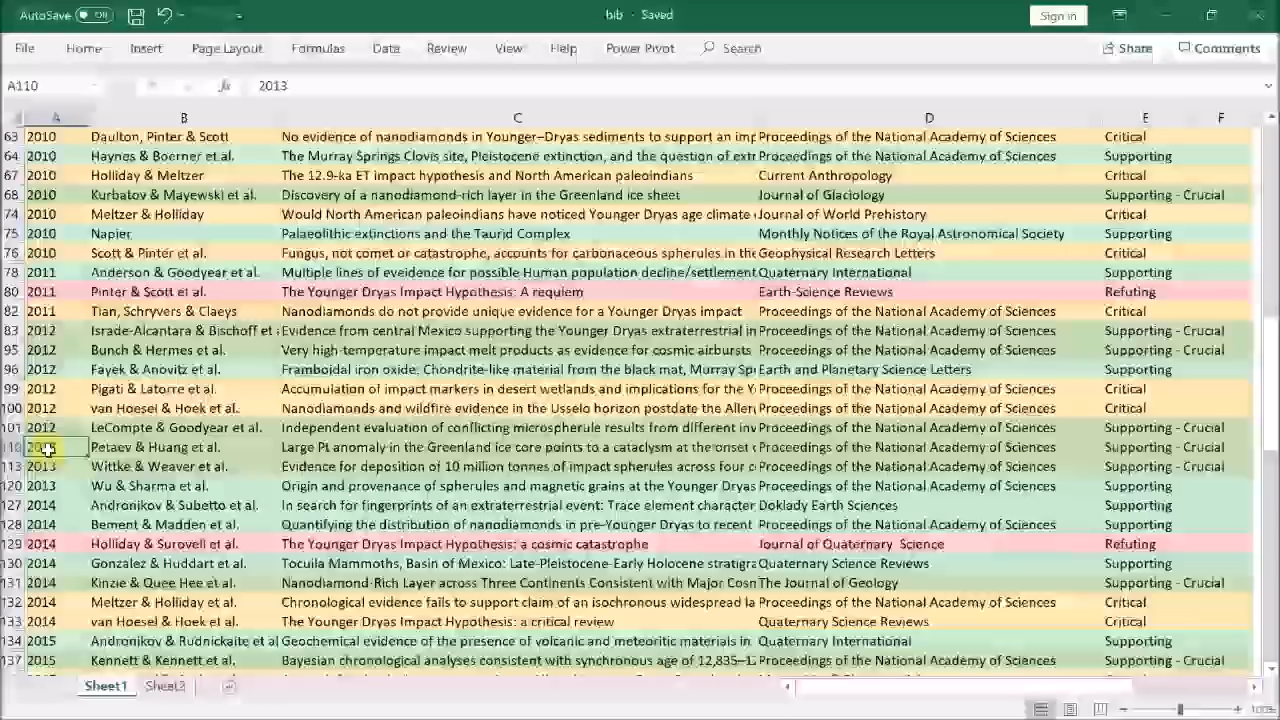 AutoSave Off bib - Saved Sign in
File Home Insert Page Layout Formulas Data Review View Help Power Pivot Search Share Comments
A110 fx 2013
A B C D E F
63 2010 Daulton, Pinter & Scott No evidence of nanodiamonds in Younger–Dryas sediments to support an imp Proceedings of the National Academy of Sciences Critical
64 2010 Haynes & Boerner et al. The Murray Springs Clovis site, Pleistocene extinction, and the question of extr Proceedings of the National Academy of Sciences Supporting
67 2010 Holliday & Meltzer The 12.9-ka ET impact hypothesis and North American paleoindians Current Anthropology Critical
68 2010 Kurbatov & Mayewski et al. Discovery of a nanodiamond-rich layer in the Greenland ice sheet Journal of Glaciology Supporting - Crucial
74 2010 Meltzer & Holliday Would North American paleoindians have noticed Younger Dryas age climate Journal of World Prehistory Critical
75 2010 Napier Palaeolithic extinctions and the Taurid Complex Monthly Notices of the Royal Astronomical Society Supporting
76 2010 Scott & Pinter et al. Fungus, not comet or catastrophe, accounts for carbonaceous spherules in the Geophysical Research Letters Critical
78 2011 Anderson & Goodyear et al. Multiple lines of eveidence for possible Human population decline/settlement Quaternary International Supporting
80 2011 Pinter & Scott et al. The Younger Dryas Impact Hypothesis: A requiem Earth-Science Reviews Refuting
82 2011 Tian, Schryvers & Claeys Nanodiamonds do not provide unique evidence for a Younger Dryas impact Proceedings of the National Academy of Sciences Critical
83 2012 Israde-Alcantara & Bischoff et Evidence from central Mexico supporting the Younger Dryas extraterrestrial in Proceedings of the National Academy of Sciences Supporting - Crucial
95 2012 Bunch & Hermes et al. Very high-temperature impact melt products as evidence for cosmic airbursts Proceedings of the National Academy of Sciences Supporting - Crucial
96 2012 Fayek & Anovitz et al. Framboidal iron oxide: Chondrite-like material from the black mat, Murray Spr Earth and Planetary Science Letters Supporting
99 2012 Pigati & Latorre et al. Accumulation of impact markers in desert wetlands and implications for the Y Proceedings of the National Academy of Sciences Critical
100 2012 van Hoesel & Hoek et al. Nanodiamonds and wildfire evidence in the Usselo horizon postdate the Aller Proceedings of the National Academy of Sciences Critical
101 2012 LeCompte & Goodyear et al. Independent evaluation of conflicting microspherule results from different inv Proceedings of the National Academy of Sciences Supporting - Crucial
110 Petaev & Huang et al. Large Pt anomaly in the Greenland ice core points to a cataclysm at the onset Proceedings of the National Academy of Sciences Supporting - Crucial
113 2013 Wittke & Weaver et al. Evidence for deposition of 10 million tonnes of impact spherules across four c Proceedings of the National Academy of Sciences Supporting - Crucial
120 2013 Wu & Sharma et al. Origin and provenance of spherules and magnetic grains at the Younger Dryas Proceedings of the National Academy of Sciences Supporting
127 2014 Andronikov & Subetto et al. In search for fingerprints of an extraterrestrial event: Trace element character Doklady Earth Sciences Supporting
128 2014 Bement & Madden et al. Quantifying the distribution of nanodiamonds in pre-Younger Dryas to recent Proceedings of the National Academy of Sciences Supporting
129 2014 Holliday & Surovell et al. The Younger Dryas Impact Hypothesis: a cosmic catastrophe Journal of Quaternary Science Refuting
130 2014 González & Huddart et al. Tocuila Mammoths, Basin of Mexico: Late-Pleistocene-Early Holocene stratigra Quaternary Science Reviews Supporting
131 2014 Kinzie & Que Hee et al. Nanodiamond-Rich Layer across Three Continents Consistent with Major Cosn The Journal of Geology Supporting - Crucial
132 2014 Meltzer & Holliday et al. Chronological evidence fails to support claim of an isochronous widespread la Proceedings of the National Academy of Sciences Critical
133 2014 van Hoesel & Hoek et al. The Younger Dryas Impact Hypothesis: a critical review Quaternary Science Reviews Critical
134 2015 Andronikov & Rudnickaite et al Geochemical evidence of the presence of volcanic and meteoritic materials in Quaternary International Supporting
137 2015 Kennett & Kennett et al. Bayesian chronological analyses consistent with synchronous age of 12,835–12 Proceedings of the National Academy of Sciences Supporting - Crucial
Sheet1